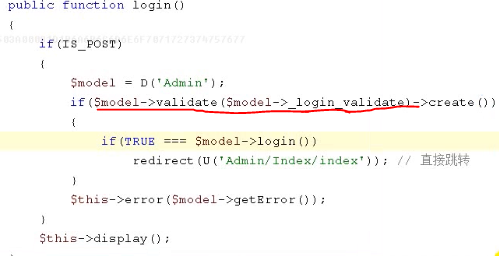 public function login()
{
if(IS_POST)
{
$model = D('Admin');
if($model->validate($model->_login_validate)->create())
{
if(TRUE === $model->login())
redirect(U('Admin/Index/index')); // 直接跳转
}
$this->error($model->getError());
}
$this->display();